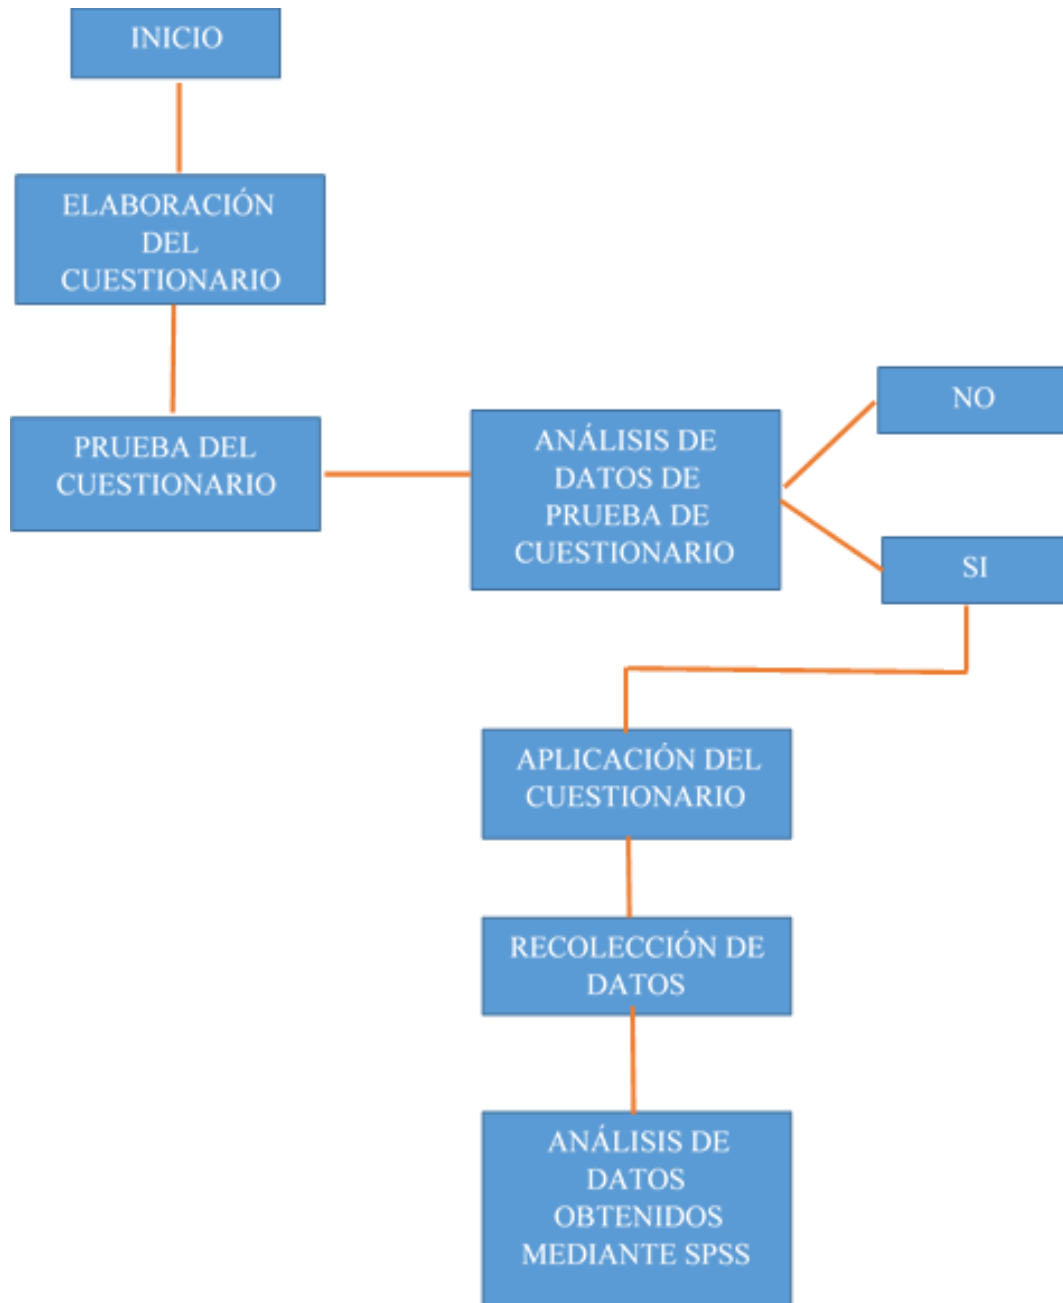 INICIO
ELABORACIÓN
DEL
CUESTIONARIO
PRUEBA DEL
CUESTIONARIO
ANÁLISIS DE
DATOS DE
PRUEBA DE
CUESTIONARIO
NO
SI
APLICACIÓN DEL
CUESTIONARIO
RECOLECCIÓN DE
DATOS
ANÁLISIS DE
DATOS
OBTENIDOS
MEDIANTE SPSS